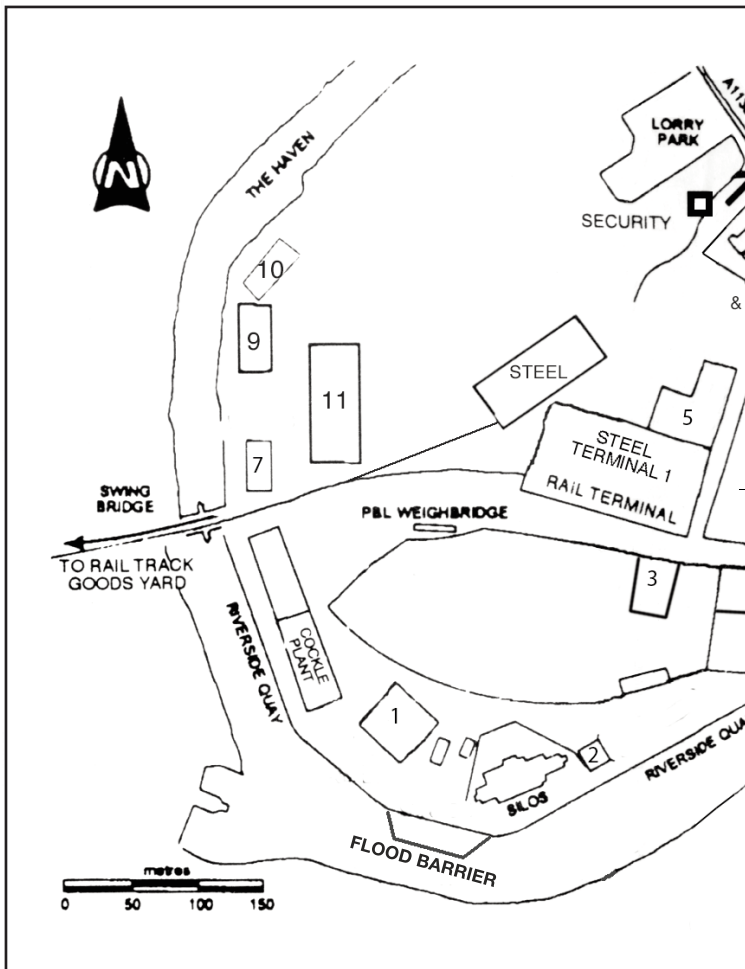 A113
LORRY
PARK
N
THE HAVEN
SECURITY
10
&
9
STEEL
11
5
STEEL
TERMINAL 1
7
RAIL TERMINAL
SWING
BRIDGE
PBL WEIGHBRIDGE
TO RAIL TRACK
GOODS YARD
3
RIVERSIDE QUAY
COCKLE
PLANT
1
2
RIVERSIDE QUA
SILOS
FLOOD BARRIER
metres
0 50 100 150